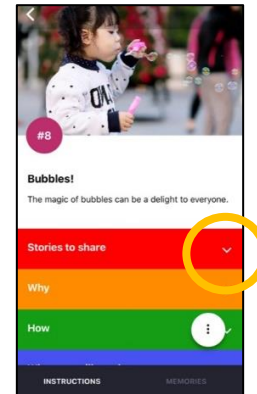 #8
Bubbles!
The magic of bubbles can be a delight to everyone.
Stories to share
Why
How
INSTRUCTIONS
MEMORIES